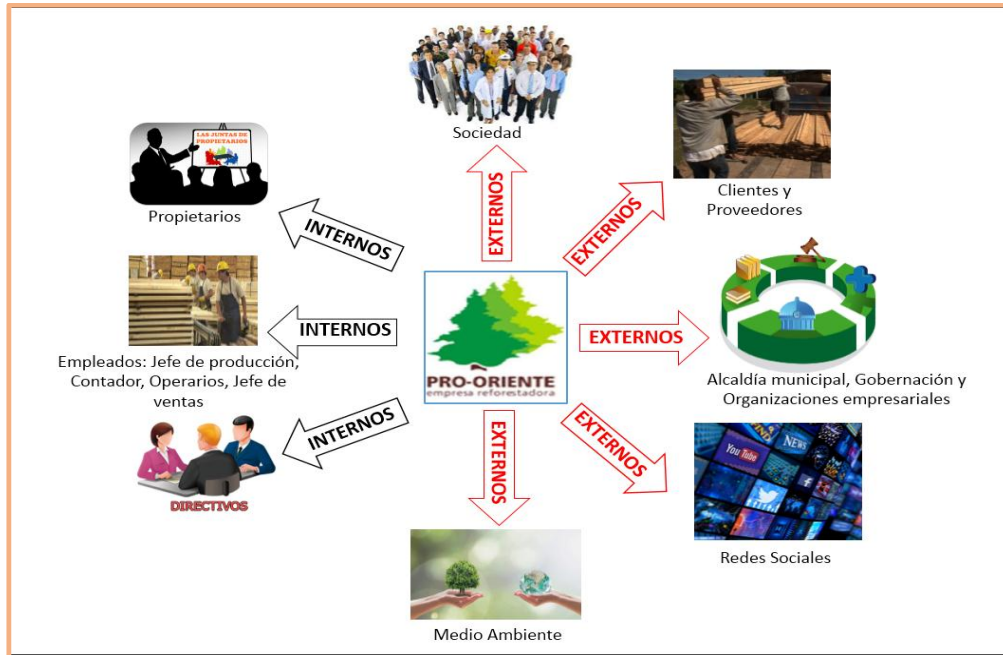 Sociedad
LAS JUNTAS DE
PROPIETARIOS
Propietarios
INTERNOS
EXTERNOS
EXTERNOS
Clientes y
Proveedores
Empleados: Jefe de producción,
Contador, Operarios, Jefe de
ventas
INTERNOS
PRO-ORIENTE
empresa reforestadora
EXTERNOS
Alcaldía municipal, Gobernación y
Organizaciones empresariales
DIRECTIVOS
INTERNOS
EXTERNOS
EXTERNOS
You Tube
NEWS
Redes Sociales
Medio Ambiente